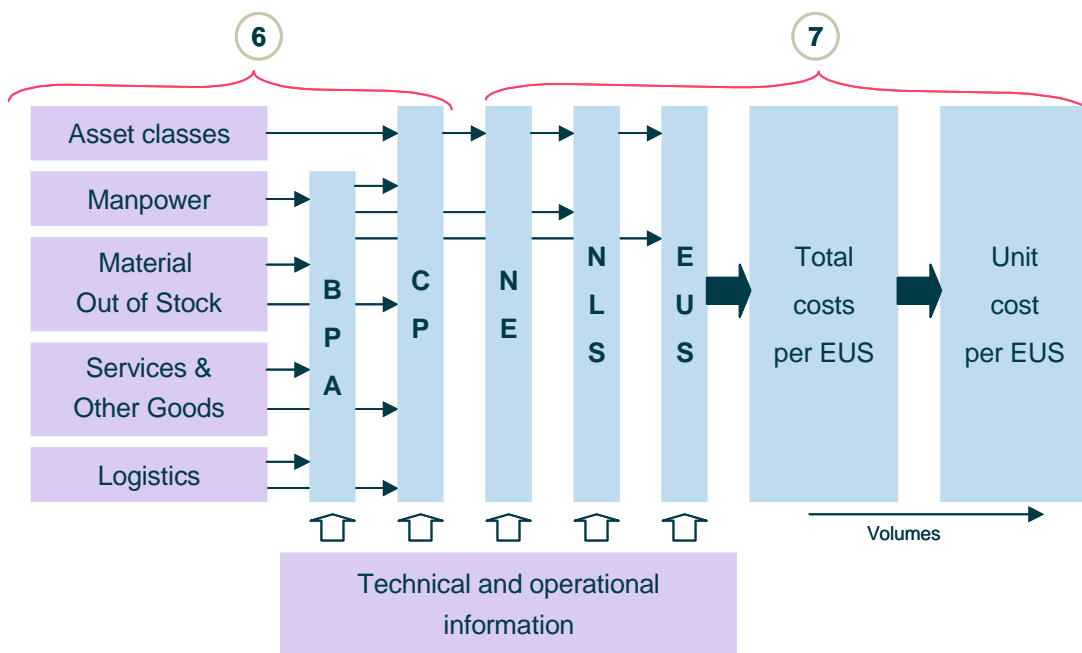 6
7
Asset classes
Manpower
Material
Out of Stock
Services &
Other Goods
Logistics
B
P
A
C
P
N
E
N
L
S
E
U
S
Total
costs
per EUS
Unit
cost
per EUS
Volumes
Technical and operational
information